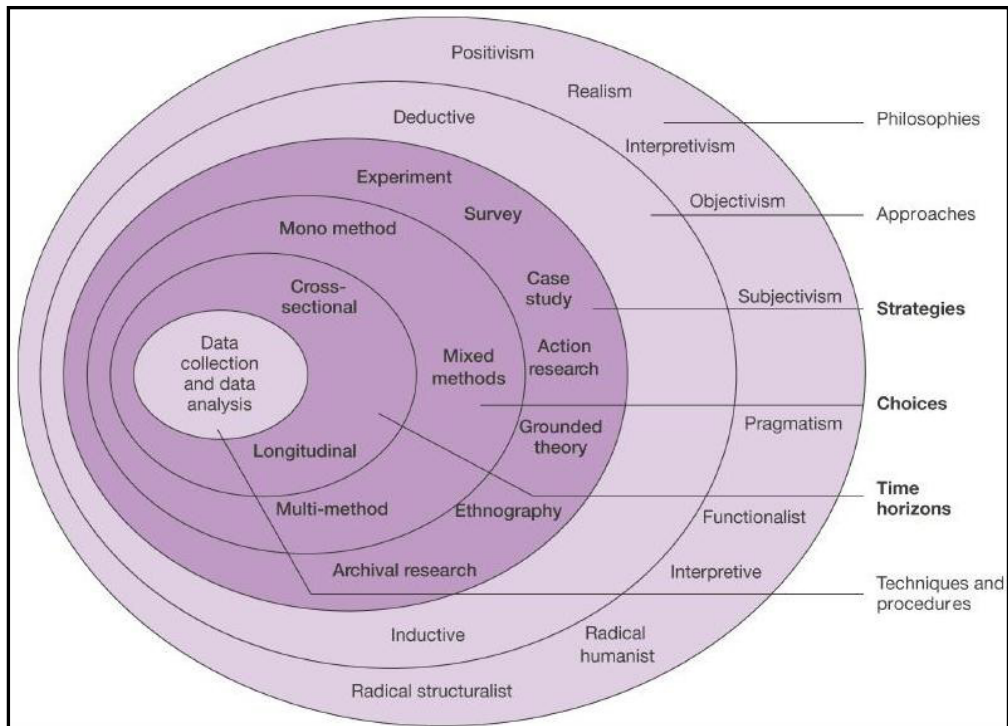 Positivism
Realism
Philosophies
Deductive
Interpretivism
Experiment
Objectivism
Approaches
Survey
Mono method
Case
study
Cross-
sectional
Subjectivism
Strategies
Data
collection
and data
analysis
Mixed
methods
Action
research
Choices
Pragmatism
Grounded
theory
Longitudinal
Time
horizons
Multi-method
Ethnography
Functionalist
Archival research
Interpretive
Techniques and
procedures
Inductive
Radical
humanist
Radical structuralist